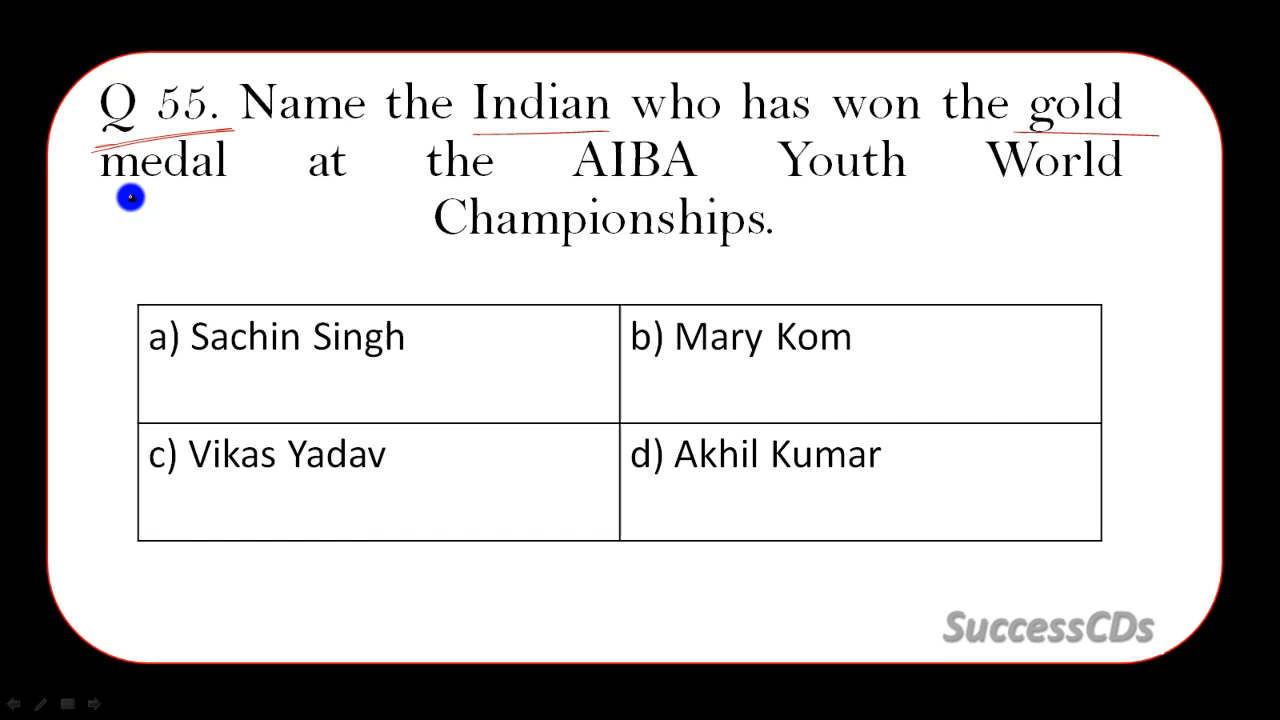 Q 55. Name the Indian who has won the gold
medal at the AIBA Youth World
Championships.
a) Sachin Singh
b) Mary Kom
c) Vikas Yadav
d) Akhil Kumar
SuccessCDs